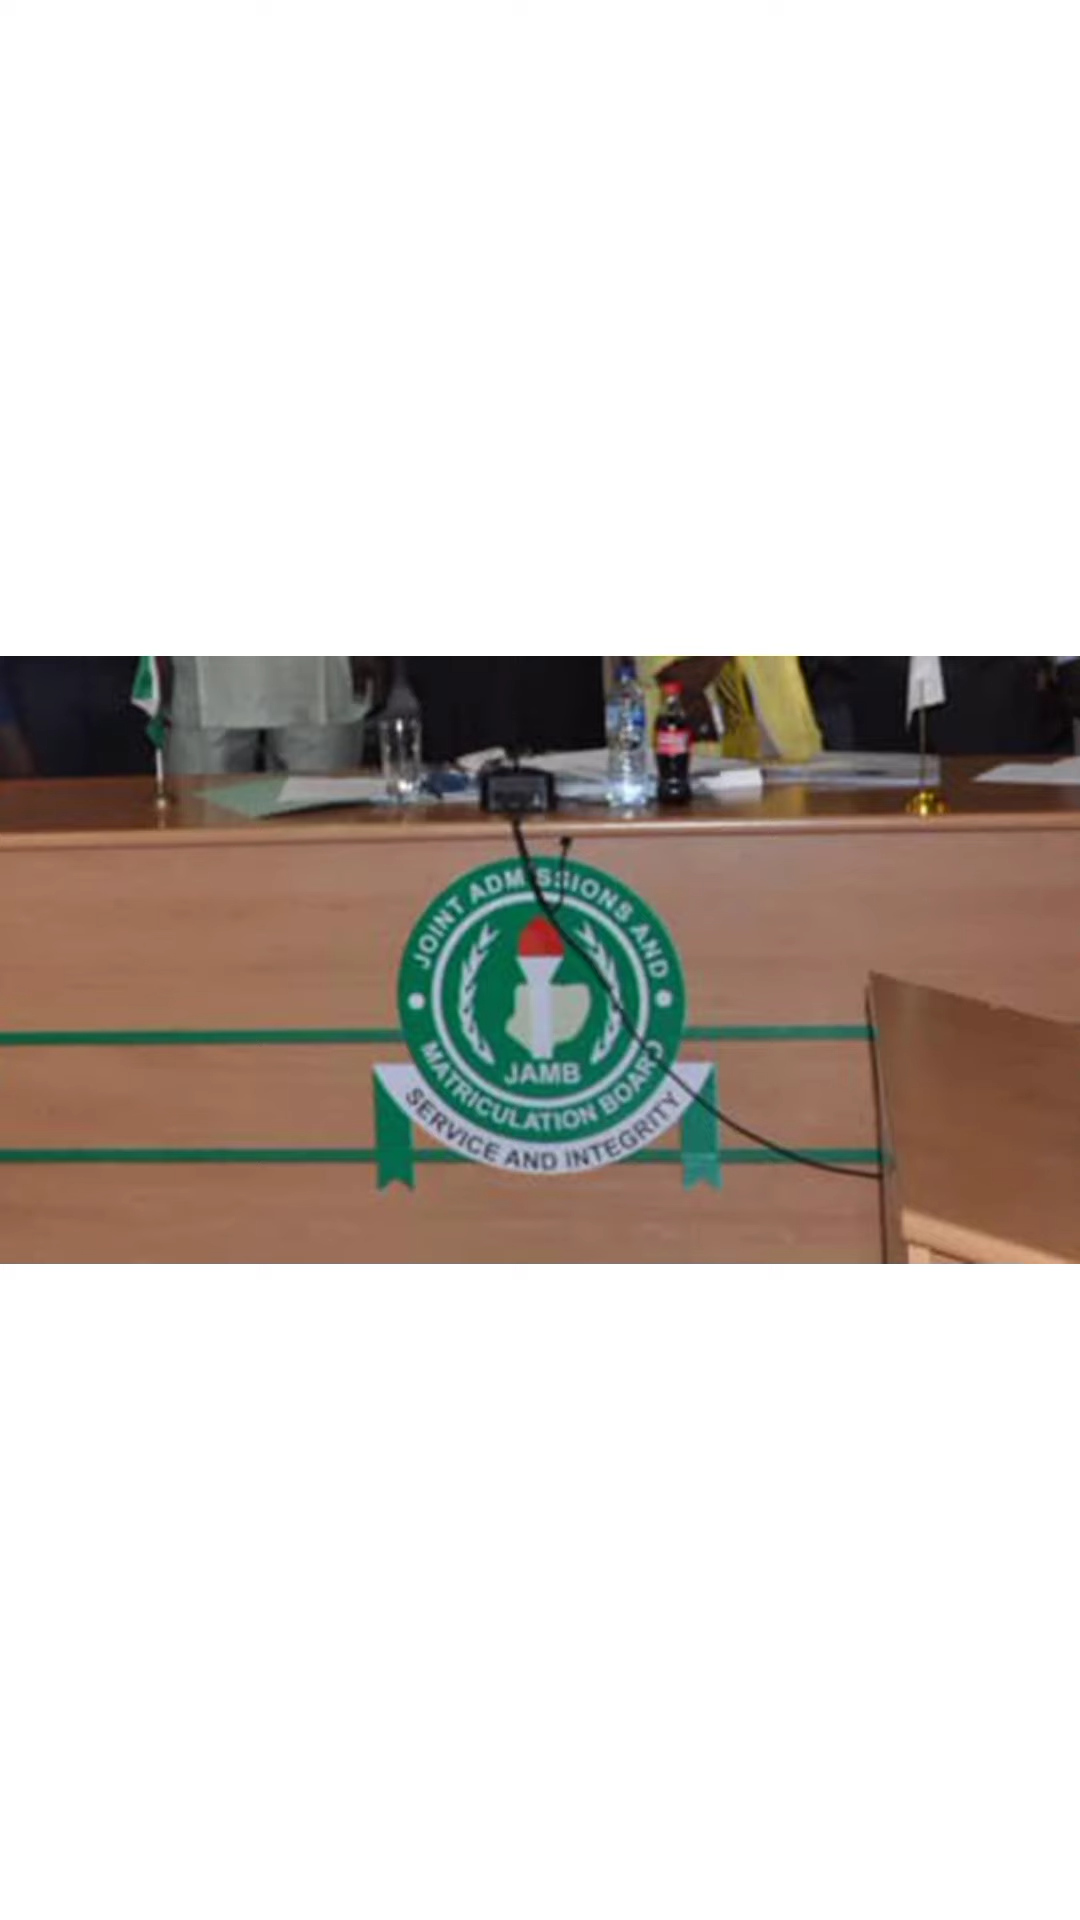 JOINT ADMISSIONS AND
MATRICULATION BOARD
JAMB
SERVICE AND INTEGRITY